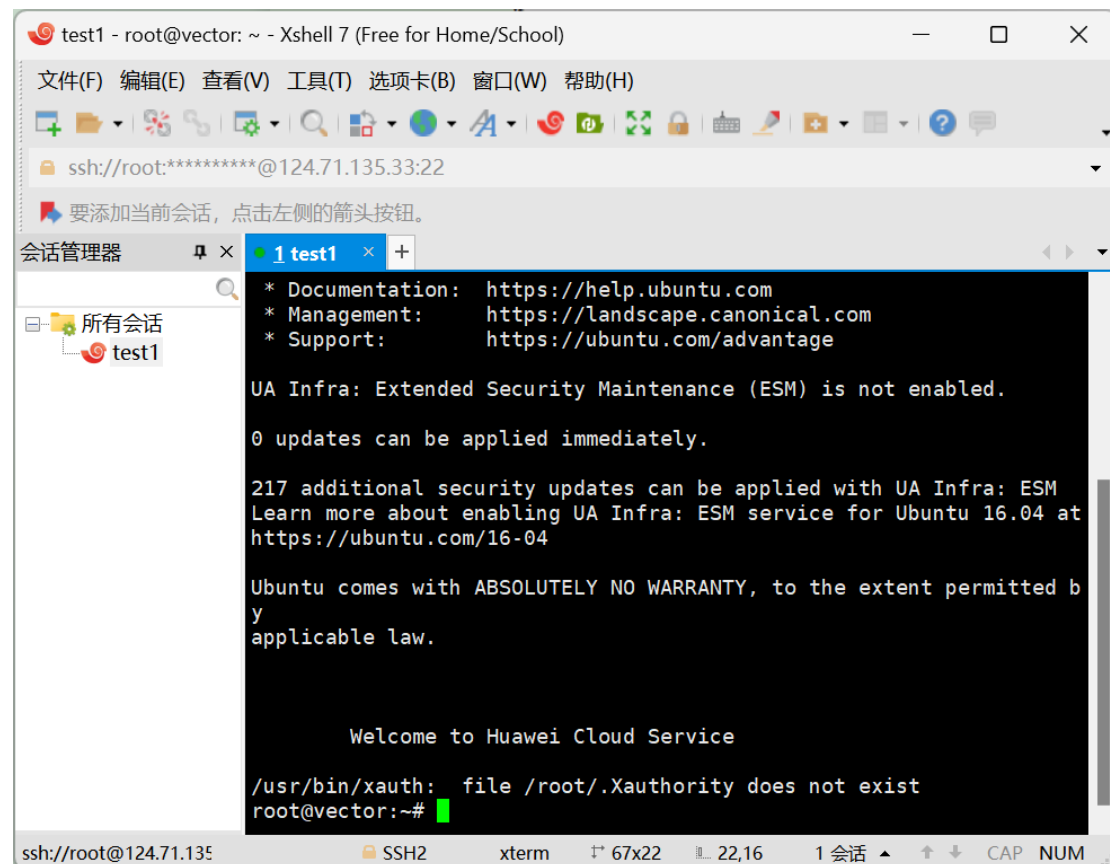 test1 - root@vector: ~ - Xshell 7 (Free for Home/School)
文件(F) 编辑(E) 查看(V) 工具(T) 选项卡(B) 窗口(W) 帮助(H)
ssh://root:**********@124.71.135.33:22
要添加当前会话，点击左侧的箭头按钮。
会话管理器
1 test1
所有会话
test1
* Documentation:  https://help.ubuntu.com
* Management:     https://landscape.canonical.com
* Support:        https://ubuntu.com/advantage
UA Infra: Extended Security Maintenance (ESM) is not enabled.
0 updates can be applied immediately.
217 additional security updates can be applied with UA Infra: ESM
Learn more about enabling UA Infra: ESM service for Ubuntu 16.04 at
https://ubuntu.com/16-04
Ubuntu comes with ABSOLUTELY NO WARRANTY, to the extent permitted b
y
applicable law.
Welcome to Huawei Cloud Service
/usr/bin/xauth:  file /root/.Xauthority does not exist
root@vector:~#
ssh://root@124.71.135 SSH2 xterm 67x22 22,16 1 会话 CAP NUM